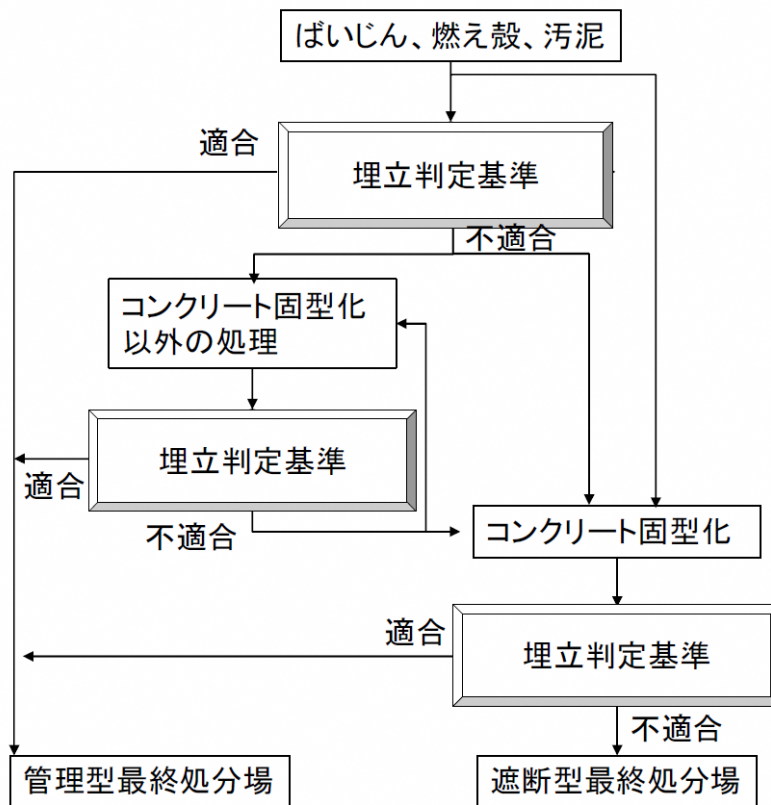 ばいじん、燃え殻、汚泥
適合
埋立判定基準
不適合
コンクリート固型化
以外の処理
埋立判定基準
適合
不適合
コンクリート固型化
適合
埋立判定基準
不適合
管理型最終処分場
遮断型最終処分場